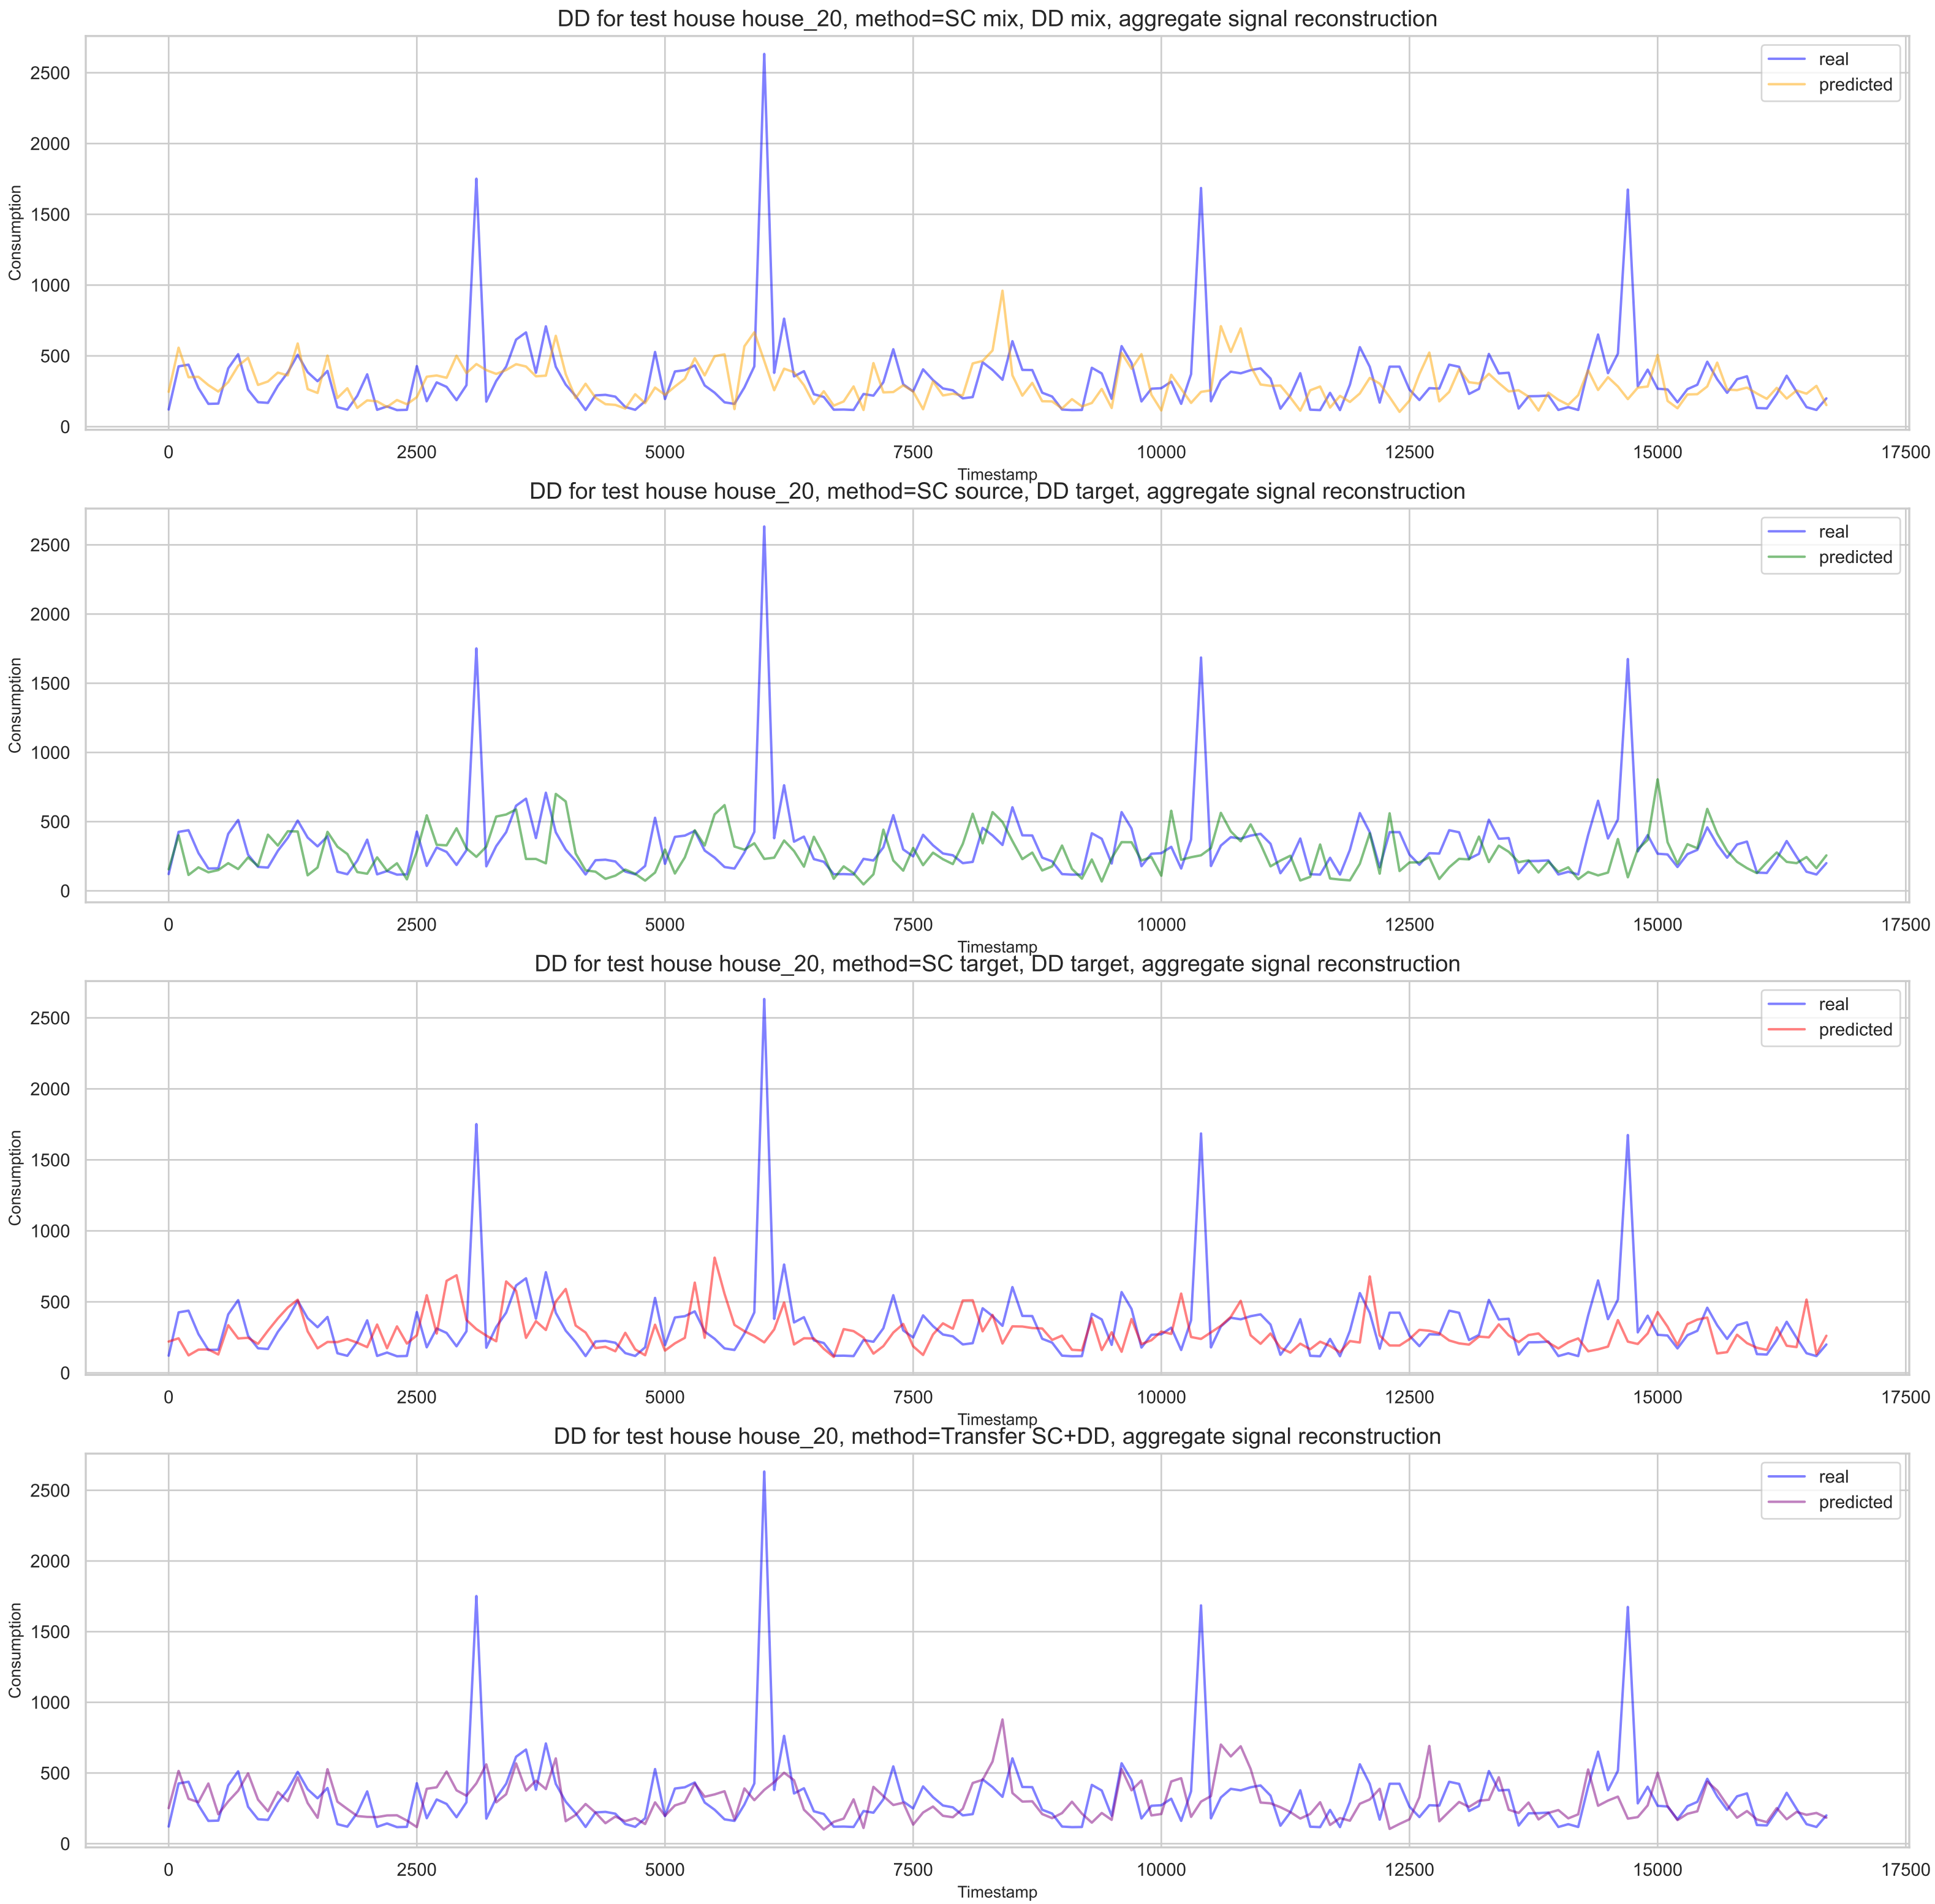 DD for test house house_20, method=SC mix, DD mix, aggregate signal reconstruction
real
predicted
2500
2000
1500
1000
500
0
Consumption
0 2500 5000 7500 10000 12500 15000 17500
Timestamp
DD for test house house_20, method=SC source, DD target, aggregate signal reconstruction
real
predicted
2500
2000
1500
1000
500
0
Consumption
0 2500 5000 7500 10000 12500 15000 17500
Timestamp
DD for test house house_20, method=SC target, DD target, aggregate signal reconstruction
real
predicted
2500
2000
1500
1000
500
0
Consumption
0 2500 5000 7500 10000 12500 15000 17500
Timestamp
DD for test house house_20, method=Transfer SC+DD, aggregate signal reconstruction
real
predicted
2500
2000
1500
1000
500
0
Consumption
0 2500 5000 7500 10000 12500 15000 17500
Timestamp